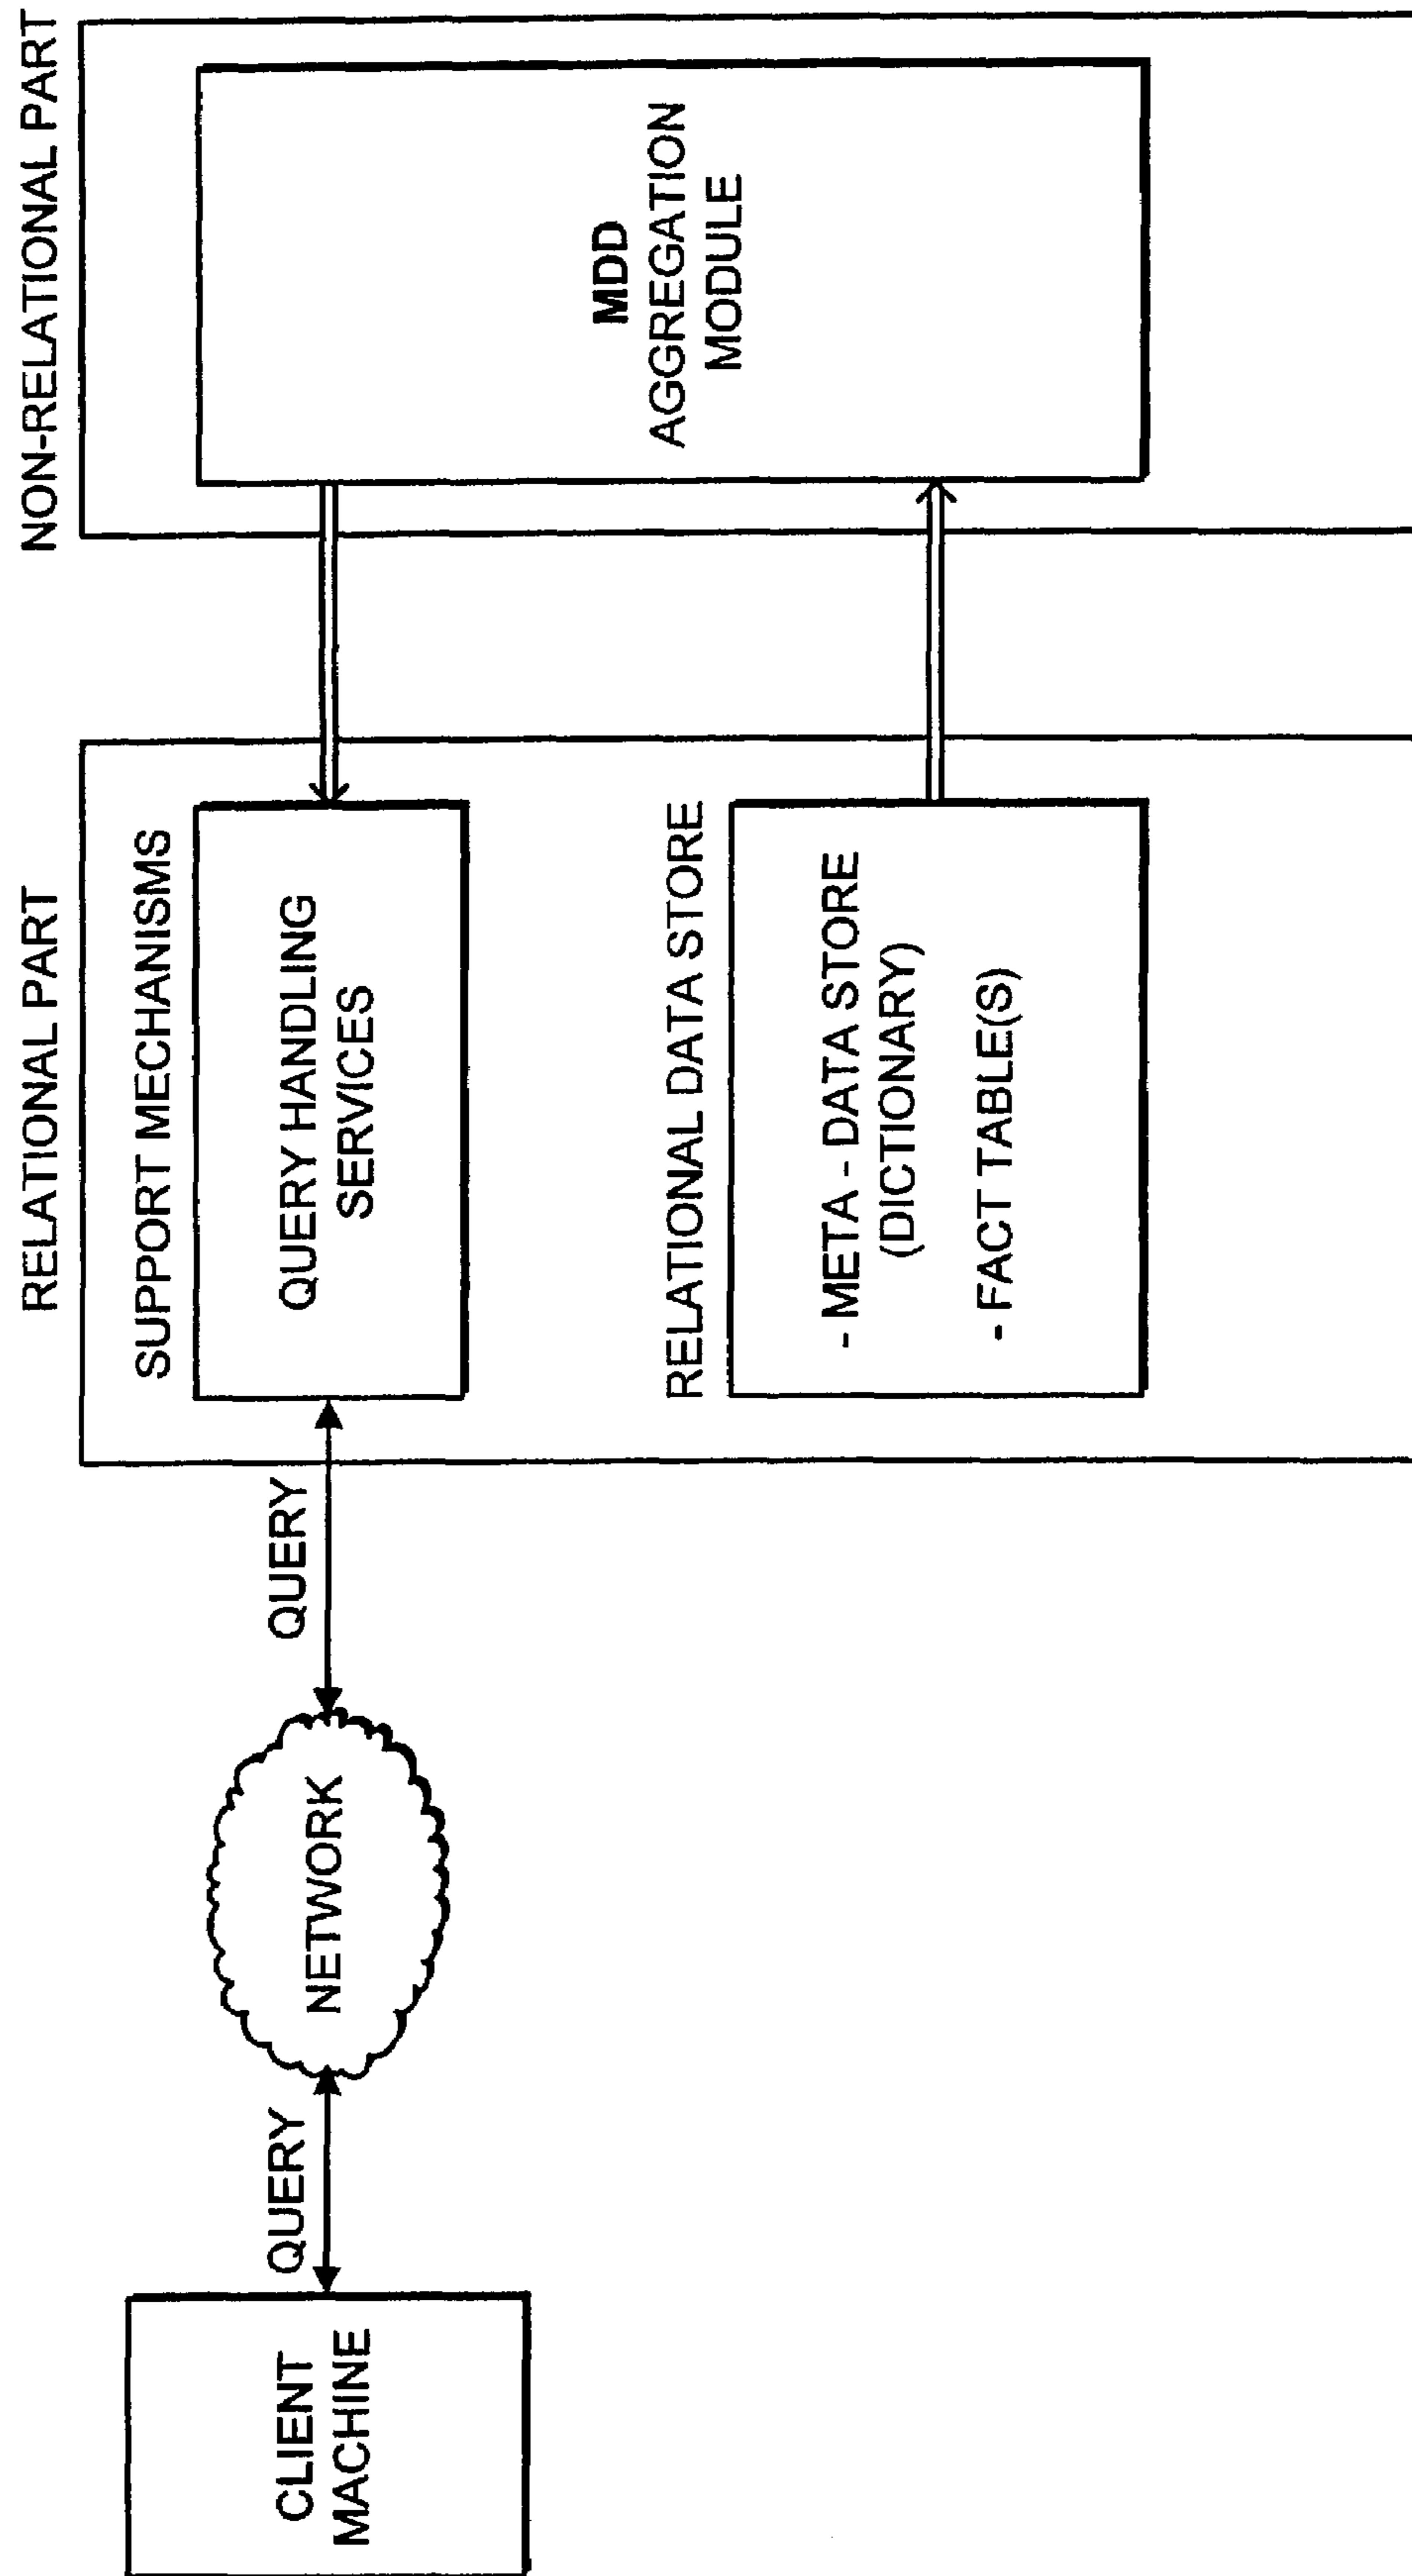 RELATIONAL PART
NON-RELATIONAL PART
SUPPORT MECHANISMS
CLIENT
MACHINE
QUERY
NETWORK
QUERY
QUERY HANDLING
SERVICES
RELATIONAL DATA STORE
- META - DATA STORE
(DICTIONARY)
- FACT TABLE(S)
MDD
AGGREGATION
MODULE